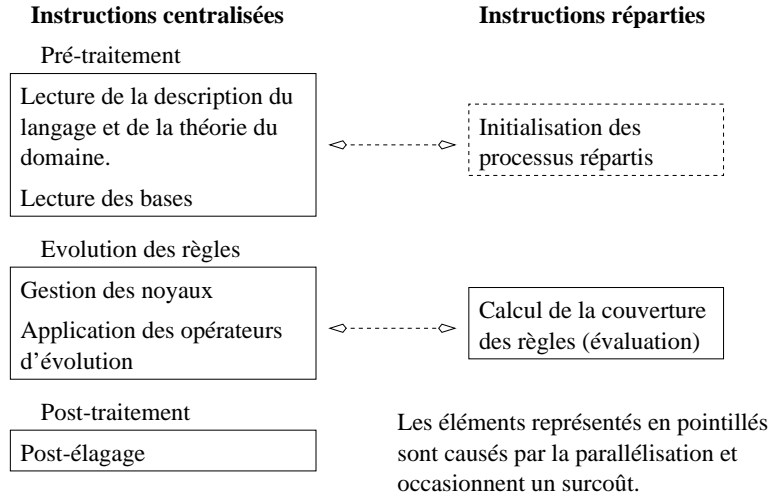 Instructions centralisées
Instructions réparties
Pré-traitement
Lecture de la description du
langage et de la théorie du
domaine.
Lecture des bases
Initialisation des
processus répartis
Evolution des règles
Gestion des noyaux
Application des opérateurs
d'évolution
Calcul de la couverture
des règles (évaluation)
Post-traitement
Post-élagage
Les éléments représentés en pointillés
sont causés par la parallélisation et
occasionnent un surcoût.